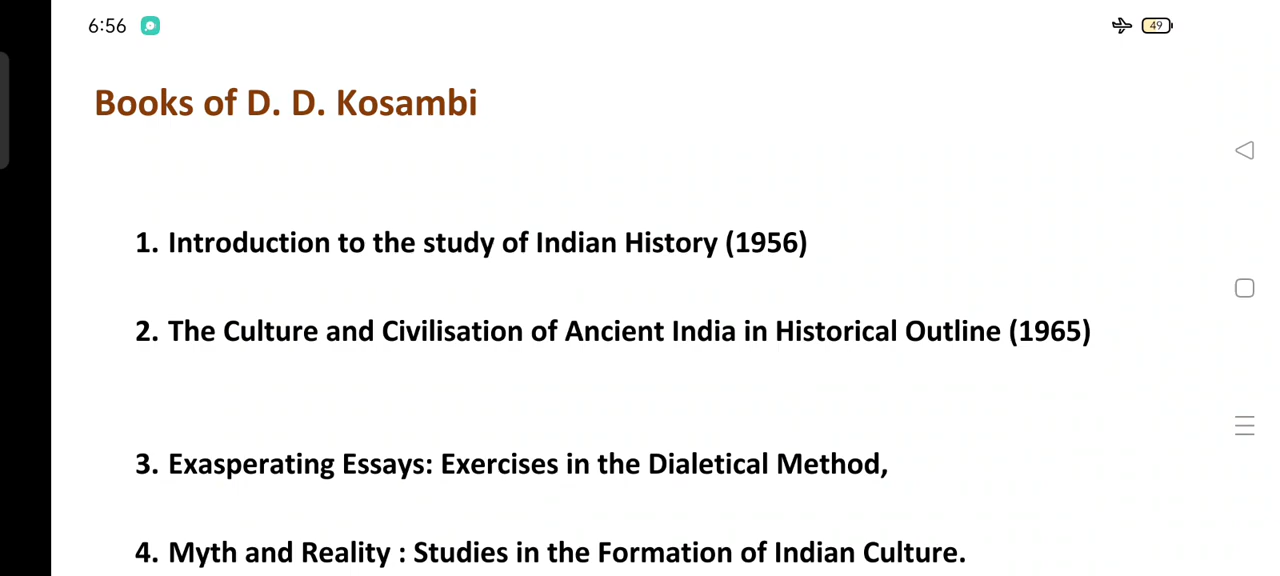 6:56
49
Books of D. D. Kosambi
1. Introduction to the study of Indian History (1956)
2. The Culture and Civilisation of Ancient India in Historical Outline (1965)
3. Exasperating Essays: Exercises in the Dialetical Method,
4. Myth and Reality : Studies in the Formation of Indian Culture.